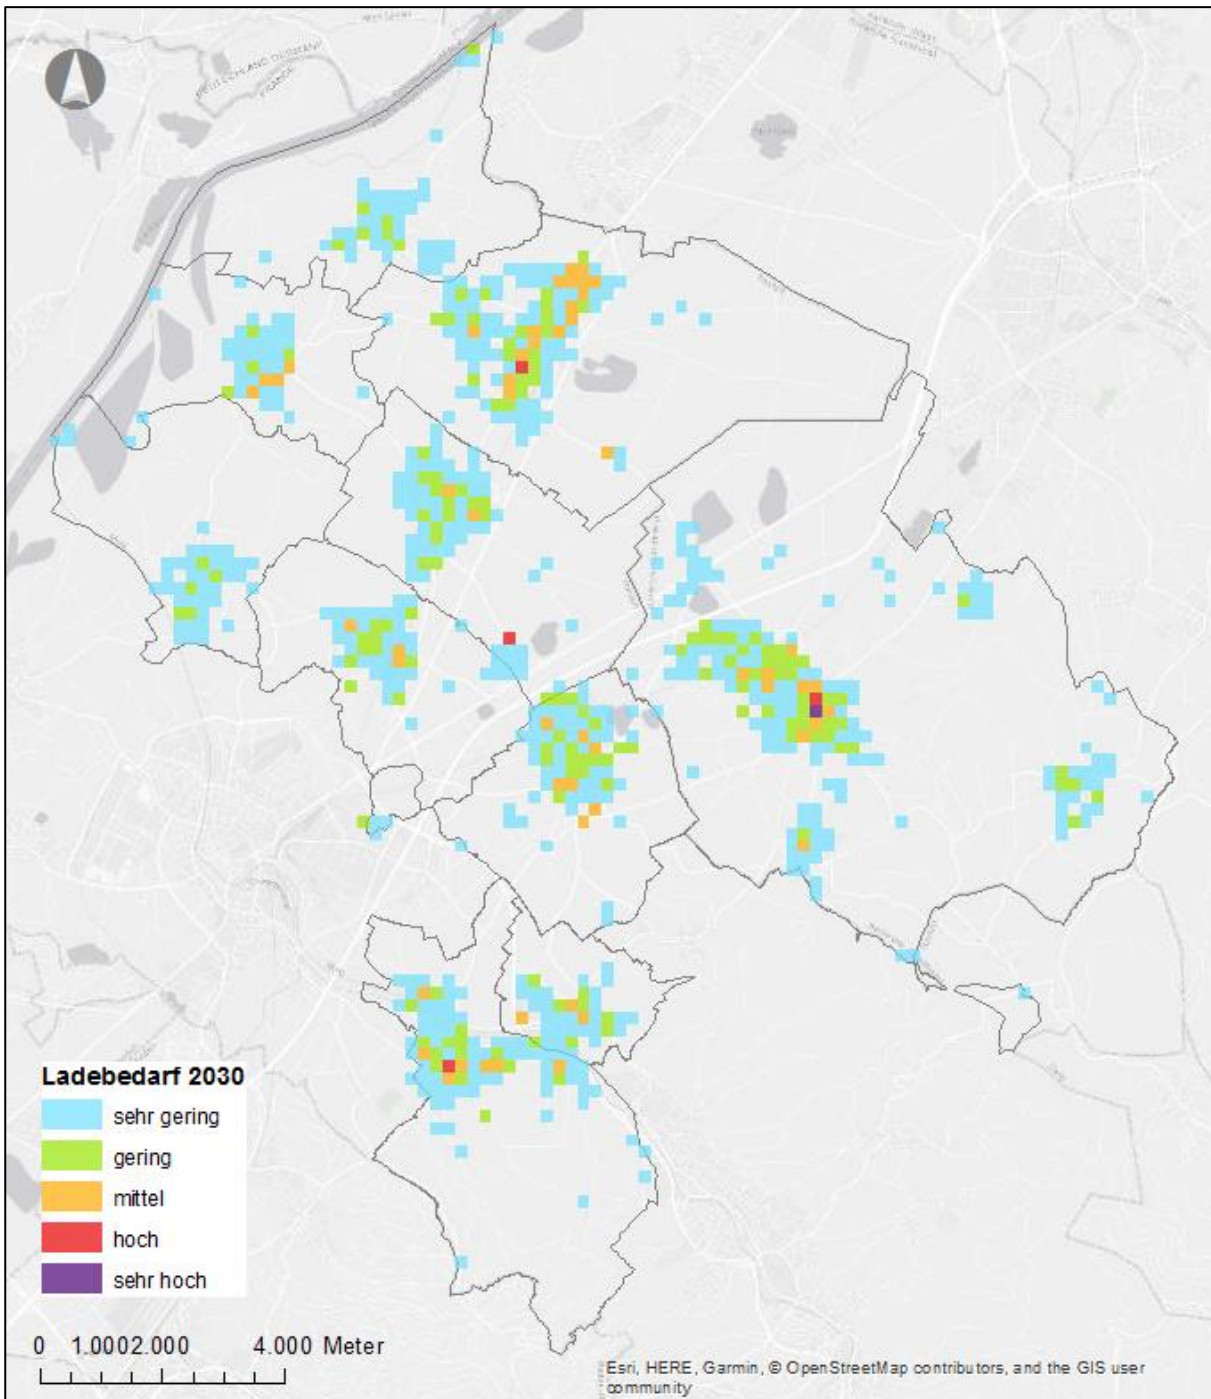 Ladebedarf 2030
sehr gering
gering
mittel
hoch
sehr hoch
0 1.0002.000 4.000 Meter
Esri, HERE, Garmin, © OpenStreetMap contributors, and the GIS user
community